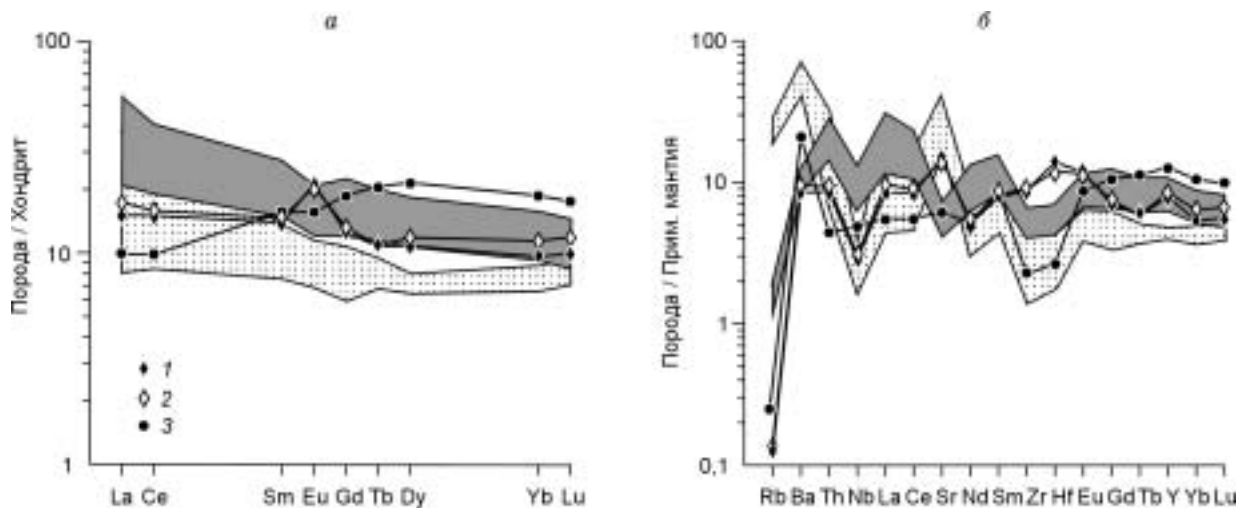 а
100
10
1
Порода / Хондрит
1
2
3
La Ce Sm Eu Gd Tb Dy Yb Lu
б
100
10
1
0,1
Порода / Прим. мантия
Rb Ba Th Nb La Ce Sr Nd Sm Zr Hf Eu Gd Tb Y Yb Lu